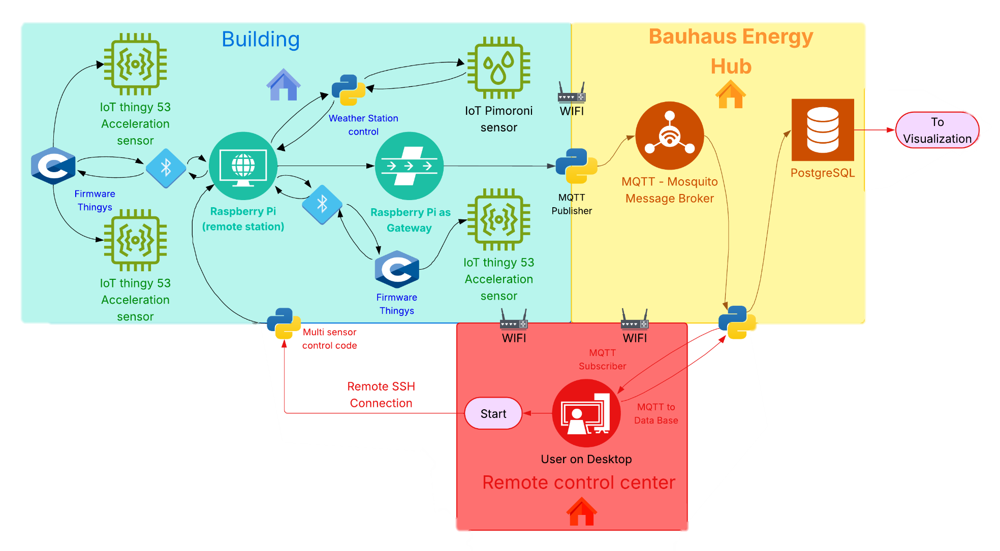 Building
Bauhaus Energy
Hub
IoT thingy 53
Acceleration
sensor
Weather Station
control
IoT Pimoroni
sensor
WIFI
To
Visualization
Firmware
Thingys
Raspberry Pi
(remote station)
Raspberry Pi as
Gateway
MQTT
Publisher
MQTT - Mosquito
Message Broker
PostgreSQL
IoT thingy 53
Acceleration
sensor
IoT thingy 53
Acceleration
sensor
Firmware
Thingys
Multi sensor
control code
WIFI
WIFI
MQTT
Subscriber
Remote SSH
Connection
Start
MQTT to
Data Base
User on Desktop
Remote control center